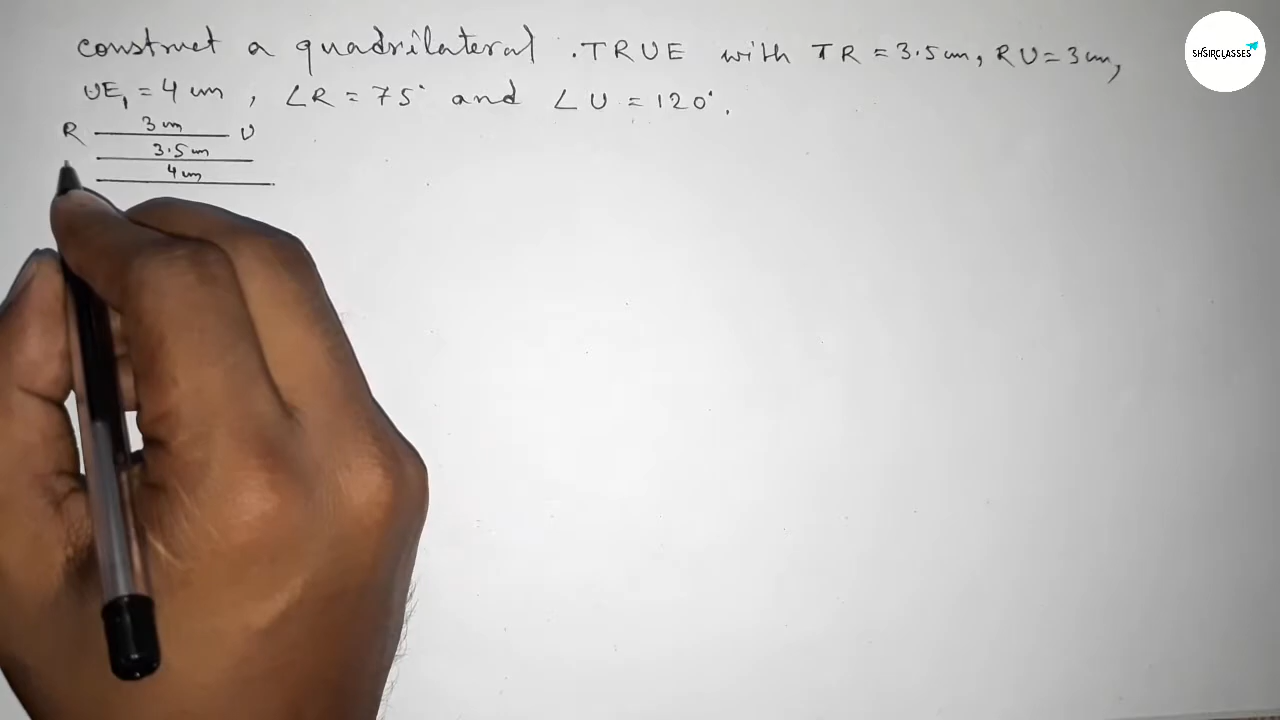 construct a quadrilateral .TRUE with TR = 3.5 cm, RU = 3 cm,
UE, = 4 cm , ∠R = 75° and ∠U = 120°.
R 3 cm U
3.5 cm
4 cm
SHSIRCLASSES